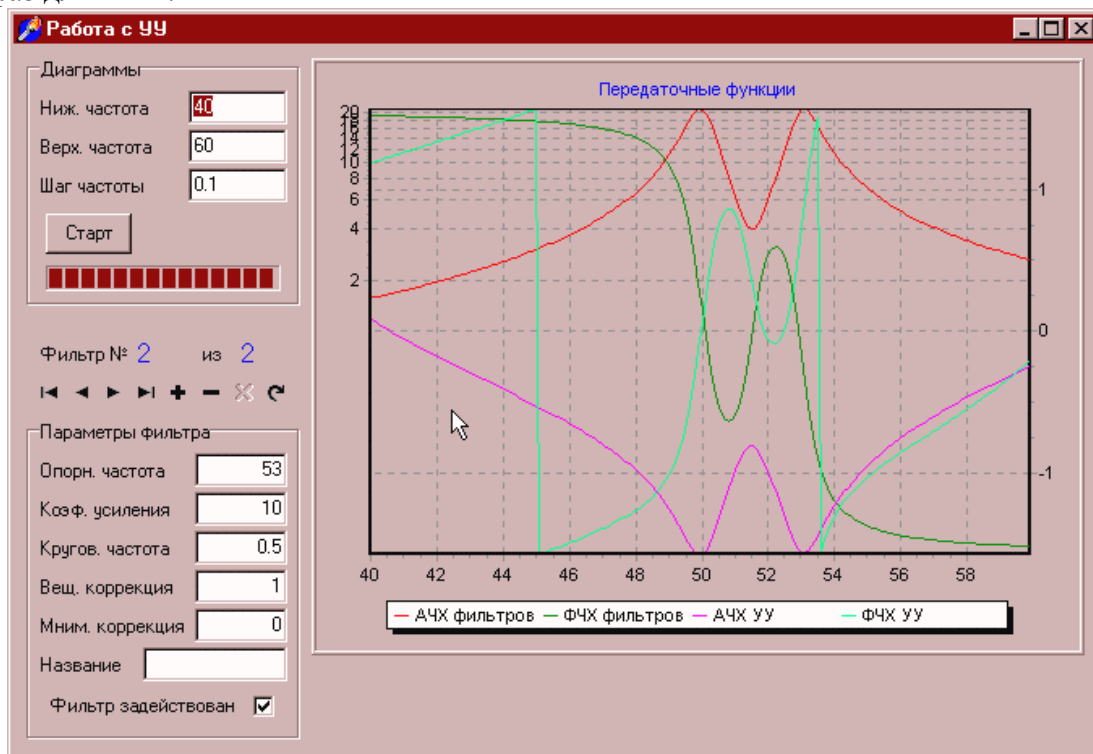 Работа с УУ
Диаграммы
Ниж. частота 40
Верх. частота 60
Шаг частоты 0.1
Старт
Фильтр № 2 из 2
Параметры фильтра
Опорн. частота 53
Коэф. усиления 10
Кругов. частота 0.5
Вещ. коррекция 1
Мним. коррекция 0
Название
Фильтр задействован
Передаточные функции
20
12
10
8
6
4
2
1
0
-1
40 42 44 46 48 50 52 54 56 58
АЧХ фильтров ФЧХ фильтров АЧХ УУ ФЧХ УУ